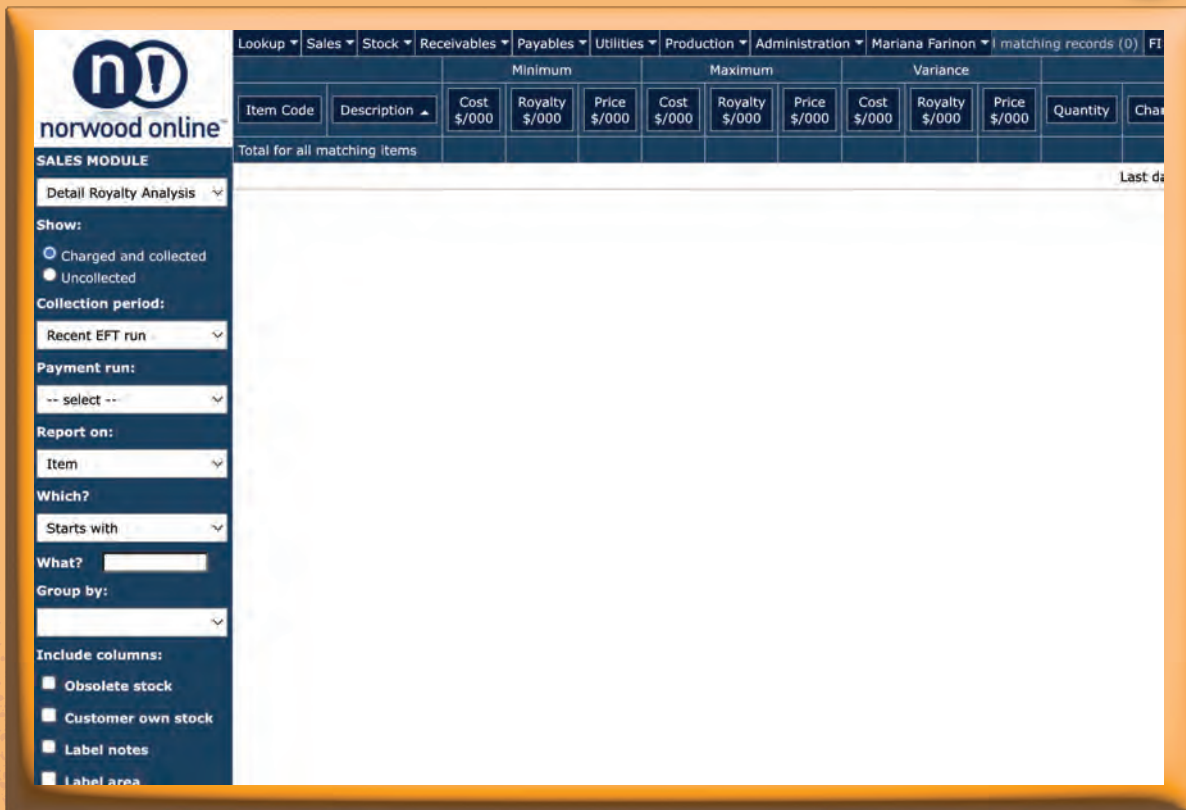 n!
norwood online™
Lookup Sales Stock Receivables Payables Utilities Production Administration Mariana Farinon matching records (0) FI
Minimum Maximum Variance
Item Code Description Cost $/000 Royalty $/000 Price $/000 Cost $/000 Royalty $/000 Price $/000 Cost $/000 Royalty $/000 Price $/000 Quantity Char
Total for all matching items
Last da
SALES MODULE
Detail Royalty Analysis
Show:
Charged and collected
Uncollected
Collection period:
Recent EFT run
Payment run:
-- select --
Report on:
Item
Which?
Starts with
What?
Group by:
Include columns:
Obsolete stock
Customer own stock
Label notes
Label area